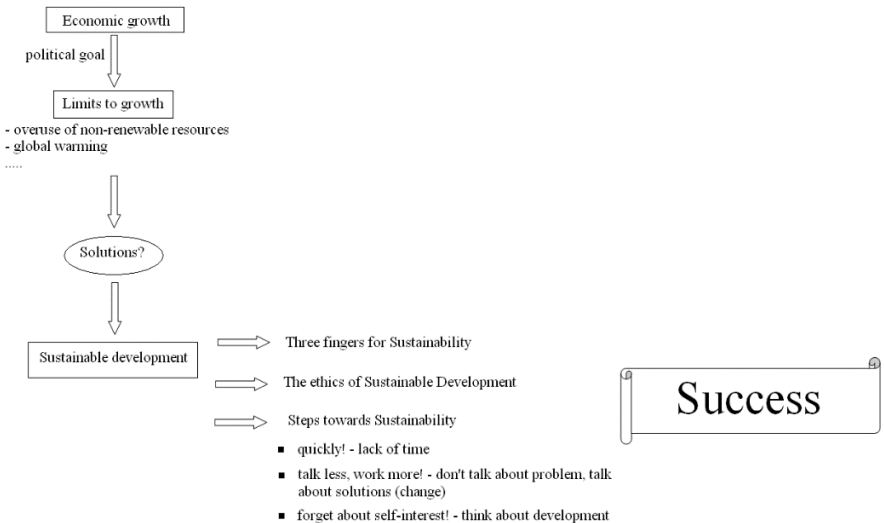 Economic growth
political goal
Limits to growth
- overuse of non-renewable resources
- global warming
.....
Solutions?
Sustainable development
Three fingers for Sustainability
The ethics of Sustainable Development
Steps towards Sustainability
▪ quickly! - lack of time
▪ talk less, work more! - don't talk about problem, talk
about solutions (change)
▪ forget about self-interest! - think about development
Success